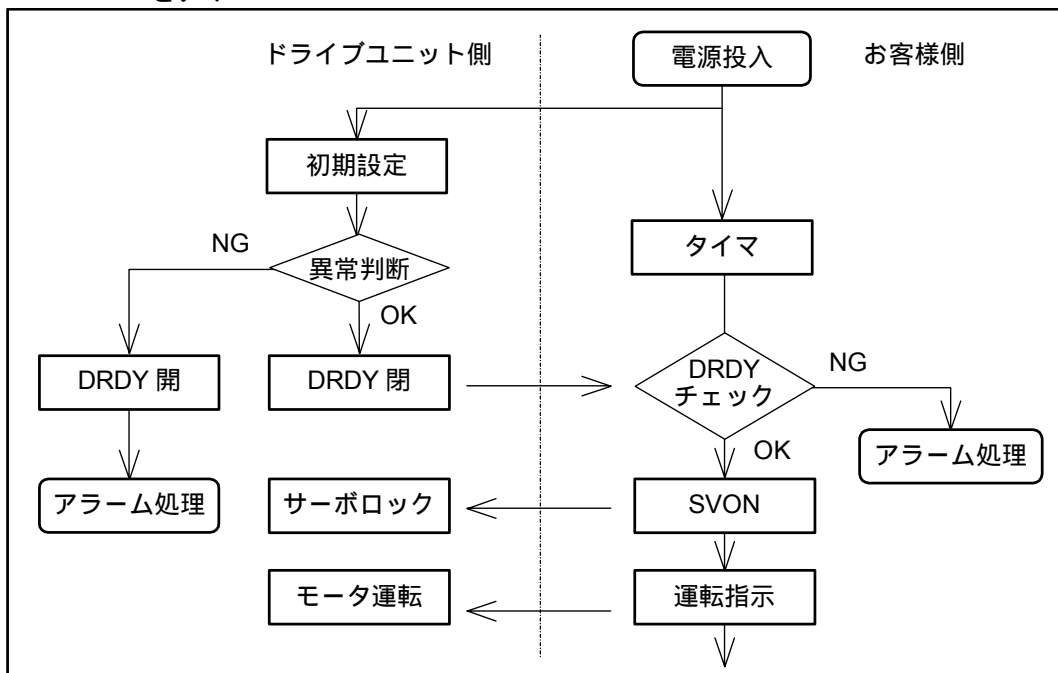 ドライブユニット側
電源投入
お客様側
初期設定
タイマ
NG
異常判断
OK
DRDY 開
DRDY 閉
DRDY
チェック
NG
アラーム処理
OK
アラーム処理
サーボロック
SVON
モータ運転
運転指示